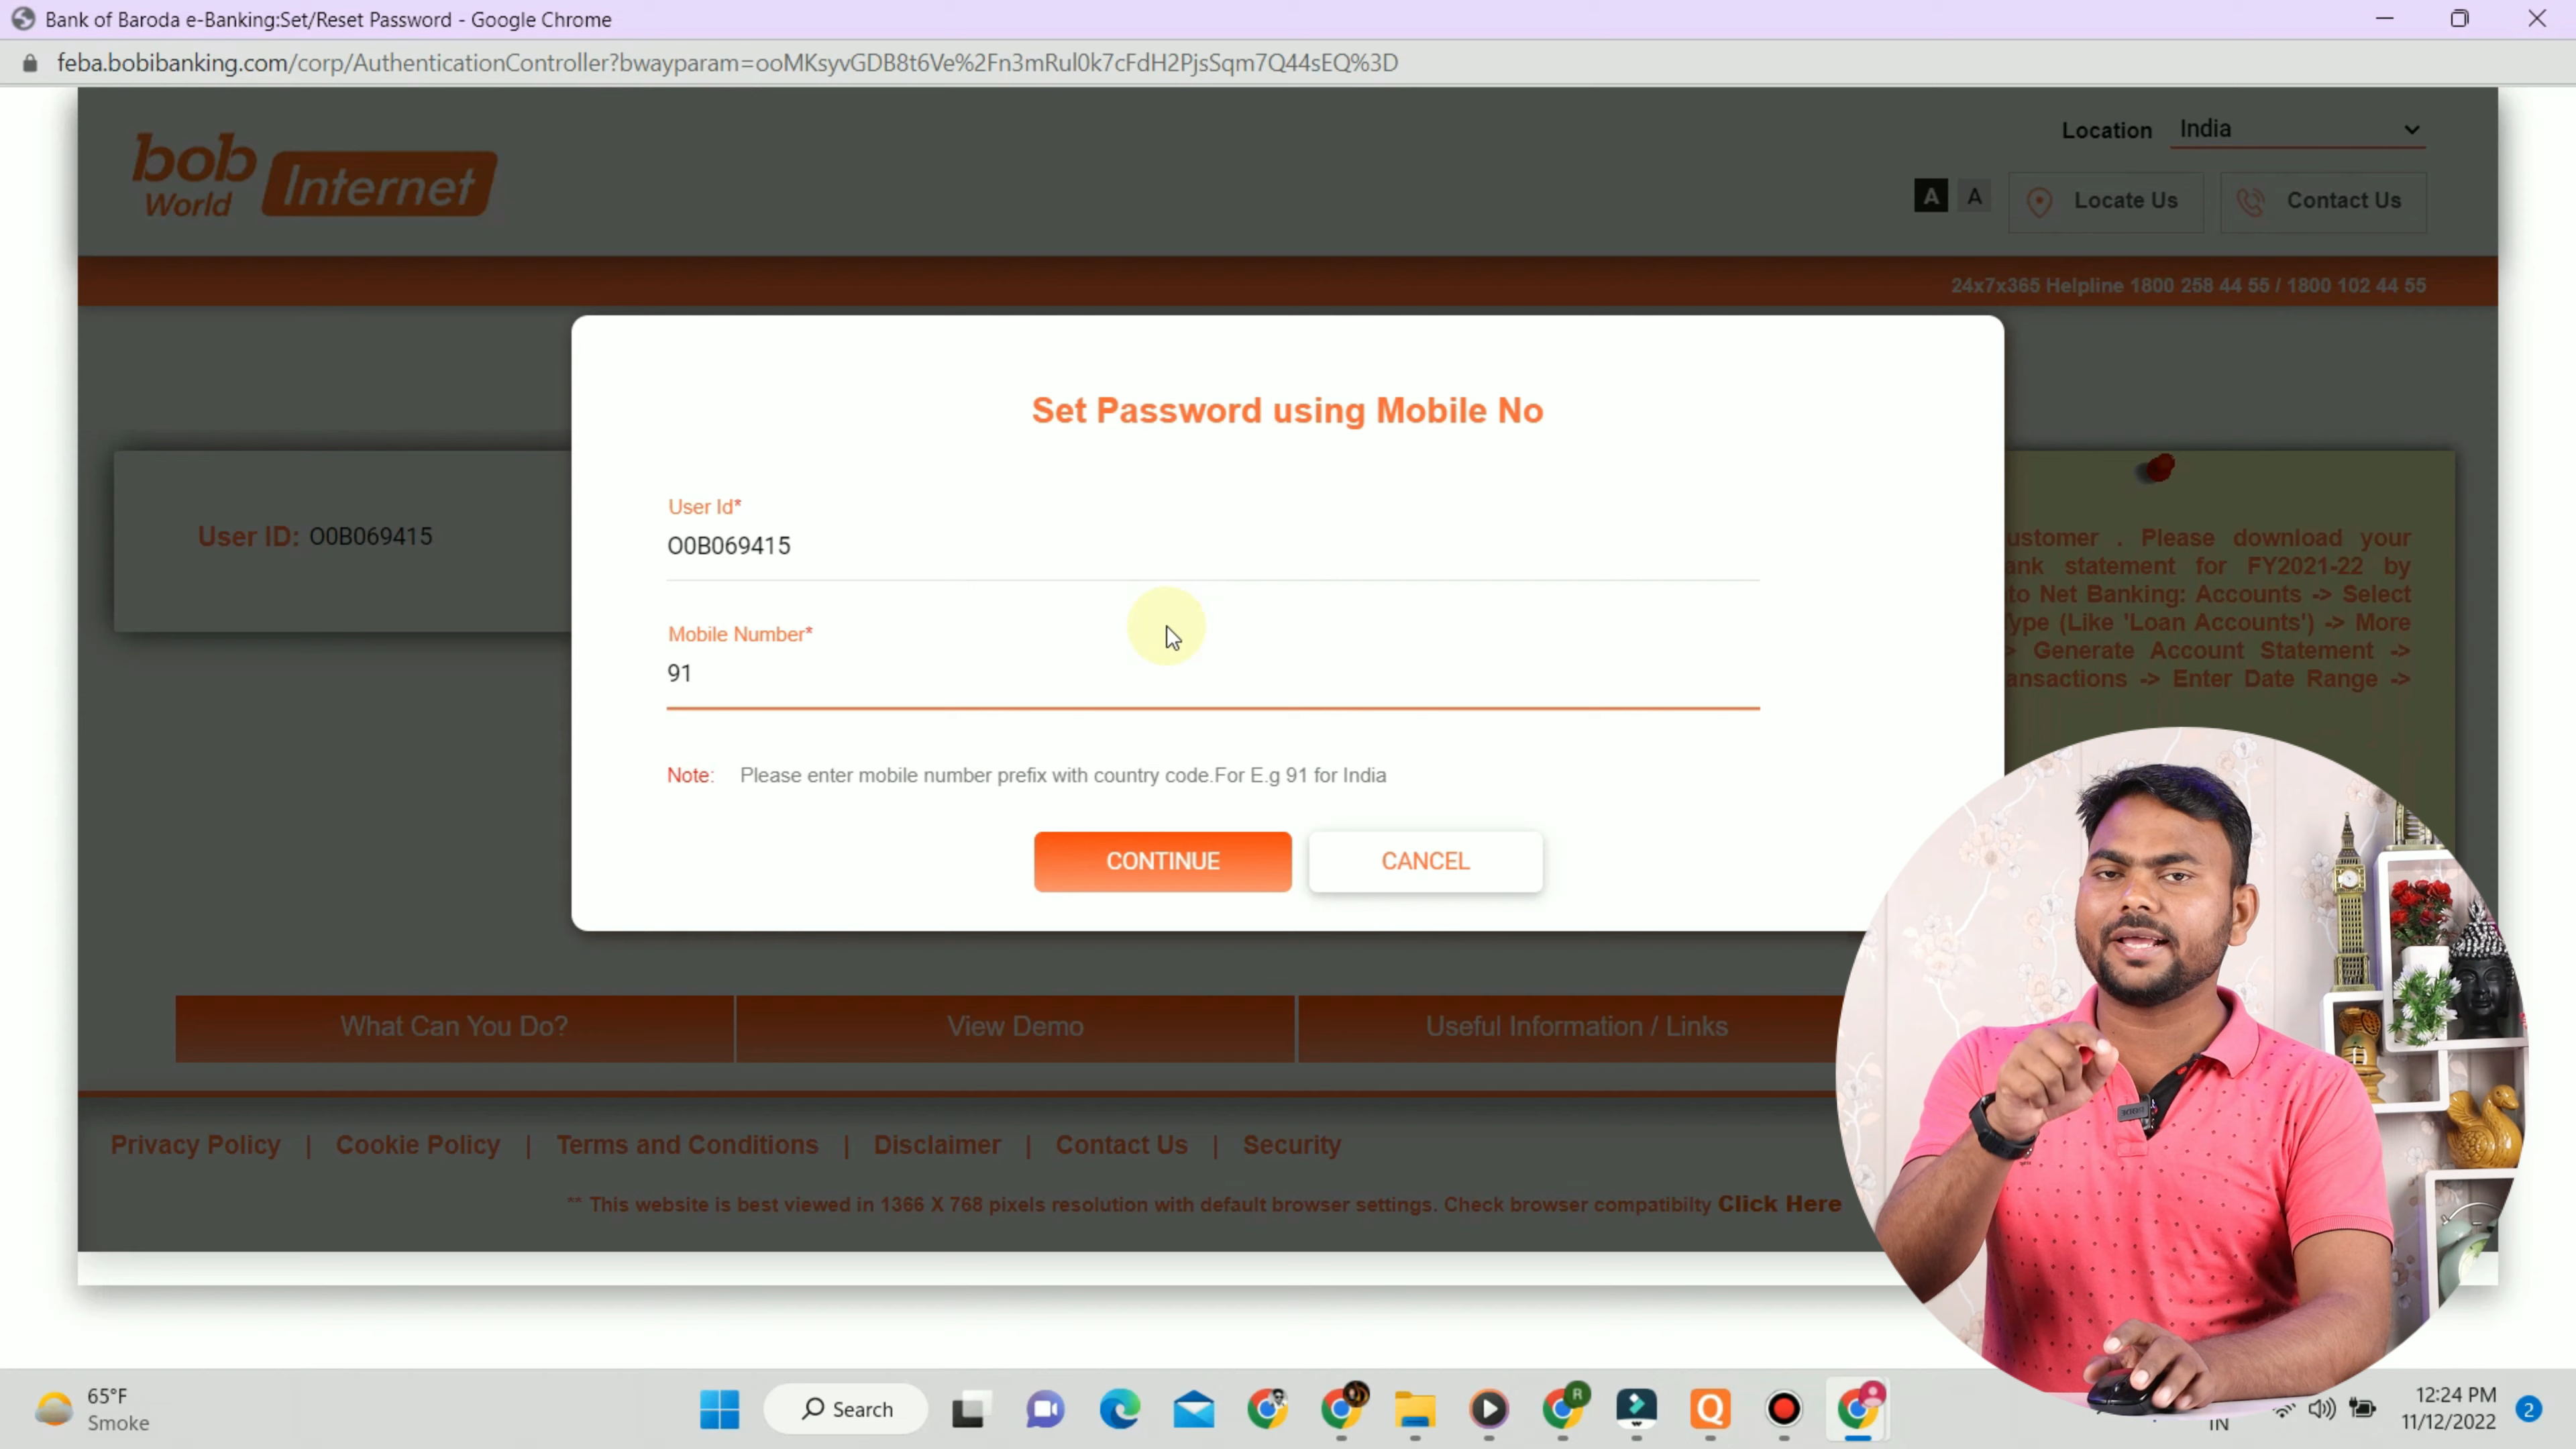 Bank of Baroda e-Banking:Set/Reset Password - Google Chrome
feba.bobibanking.com/corp/AuthenticationController?bwayparam=ooMKsyvGDB8t6Ve%2Fn3mRul0k7cFdH2PjsSqm7Q44sEQ%3D
bob World Internet
Location India
A A Locate Us Contact Us
24x7x365 Helpline 1800 258 44 55 / 1800 102 44 55
Set Password using Mobile No
User Id*
O0B069415
User ID: O0B069415
Mobile Number*
91
Note: Please enter mobile number prefix with country code.For E.g 91 for India
CONTINUE CANCEL
. Please download your
statement for FY2021-22 by
to Net Banking: Accounts -> Select
(Like 'Loan Accounts') -> More
> Generate Account Statement ->
-> Enter Date Range ->
What Can You Do? View Demo Useful Information / Links
Privacy Policy | Cookie Policy | Terms and Conditions | Disclaimer | Contact Us | Security
** This website is best viewed in 1366 X 768 pixels resolution with default browser settings. Check browser compatibilty Click Here
65°F
Smoke
Search
R
Q
IN
12:24 PM
11/12/2022
2